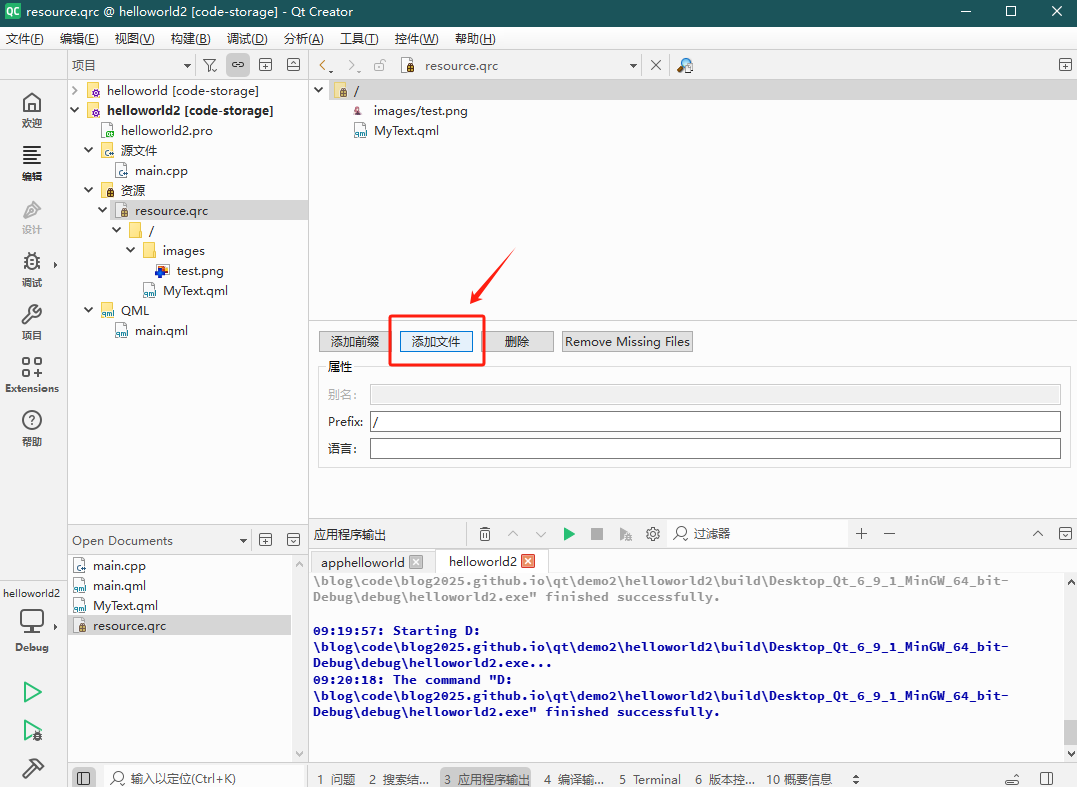 QC resource.qrc @ helloworld2 [code-storage] - Qt Creator
文件(F) 编辑(E) 视图(V) 构建(B) 调试(D) 分析(A) 工具(T) 控件(W) 帮助(H)
项目
resource.qrc
欢迎
编辑
设计
调试
项目
Extensions
帮助
helloworld [code-storage]
helloworld2 [code-storage]
helloworld2.pro
源文件
main.cpp
资源
resource.qrc
/
images
test.png
MyText.qml
QML
main.qml
/
images/test.png
MyText.qml
添加前缀 添加文件 删除 Remove Missing Files
属性
别名:
Prefix: /
语言:
Open Documents
main.cpp
main.qml
MyText.qml
resource.qrc
应用程序输出 过滤器
apphelloworld helloworld2
\blog\code\blog2025.github.io\qt\demo2\helloworld2\build\Desktop_Qt_6_9_1_MinGW_64_bit-
Debug\debug\helloworld2.exe" finished successfully.
09:19:57: Starting D:
\blog\code\blog2025.github.io\qt\demo2\helloworld2\build\Desktop_Qt_6_9_1_MinGW_64_bit-
Debug\debug\helloworld2.exe...
09:20:18: The command "D:
\blog\code\blog2025.github.io\qt\demo2\helloworld2\build\Desktop_Qt_6_9_1_MinGW_64_bit-
Debug\debug\helloworld2.exe" finished successfully.
helloworld2
Debug
输入以定位(Ctrl+K)
1 问题 2 搜索结... 3 应用程序输出 4 编译输... 5 Terminal 6 版本控... 10 概要信息